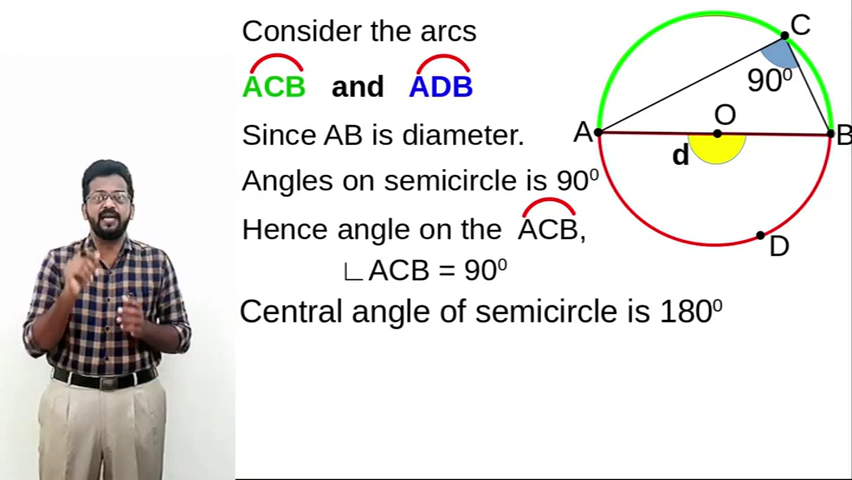 Consider the arcs
ACB and ADB
Since AB is diameter.
Angles on semicircle is 90⁰
Hence angle on the ACB,
∟ACB = 90⁰
Central angle of semicircle is 180⁰
C
90⁰
O
A
B
d
D